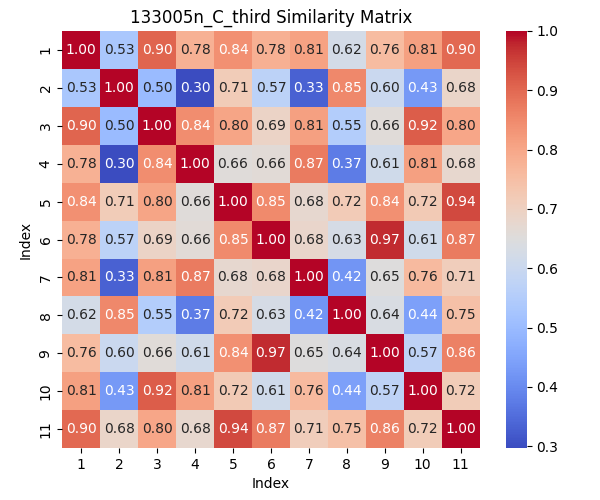 133005n_C_third Similarity Matrix
1 1.00 0.53 0.90 0.78 0.84 0.78 0.81 0.62 0.76 0.81 0.90
2 0.53 1.00 0.50 0.30 0.71 0.57 0.33 0.85 0.60 0.43 0.68
3 0.90 0.50 1.00 0.84 0.80 0.69 0.81 0.55 0.66 0.92 0.80
4 0.78 0.30 0.84 1.00 0.66 0.66 0.87 0.37 0.61 0.81 0.68
5 0.84 0.71 0.80 0.66 1.00 0.85 0.68 0.72 0.84 0.72 0.94
6 0.78 0.57 0.69 0.66 0.85 1.00 0.68 0.63 0.97 0.61 0.87
7 0.81 0.33 0.81 0.87 0.68 0.68 1.00 0.42 0.65 0.76 0.71
8 0.62 0.85 0.55 0.37 0.72 0.63 0.42 1.00 0.64 0.44 0.75
9 0.76 0.60 0.66 0.61 0.84 0.97 0.65 0.64 1.00 0.57 0.86
10 0.81 0.43 0.92 0.81 0.72 0.61 0.76 0.44 0.57 1.00 0.72
11 0.90 0.68 0.80 0.68 0.94 0.87 0.71 0.75 0.86 0.72 1.00
1 2 3 4 5 6 7 8 9 10 11
Index
Index
1.0
0.9
0.8
0.7
0.6
0.5
0.4
0.3